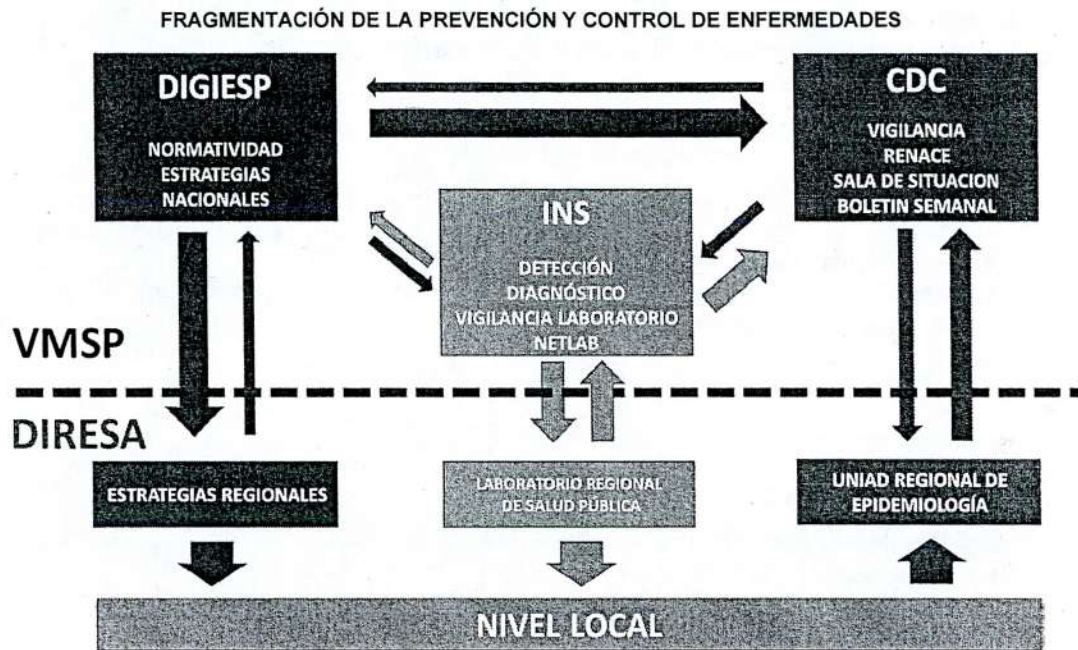 FRAGMENTACIÓN DE LA PREVENCIÓN Y CONTROL DE ENFERMEDADES
DIGIESP
NORMATIVIDAD
ESTRATEGIAS
NACIONALES
CDC
VIGILANCIA
RENACE
SALA DE SITUACION
BOLETIN SEMANAL
INS
DETECCIÓN
DIAGNÓSTICO
VIGILANCIA LABORATORIO
NETLAB
VMSP
DIRESA
ESTRATEGIAS REGIONALES
LABORATORIO REGIONAL
DE SALUD PÚBLICA
UNIAD REGIONAL DE
EPIDEMIOLOGÍA
NIVEL LOCAL